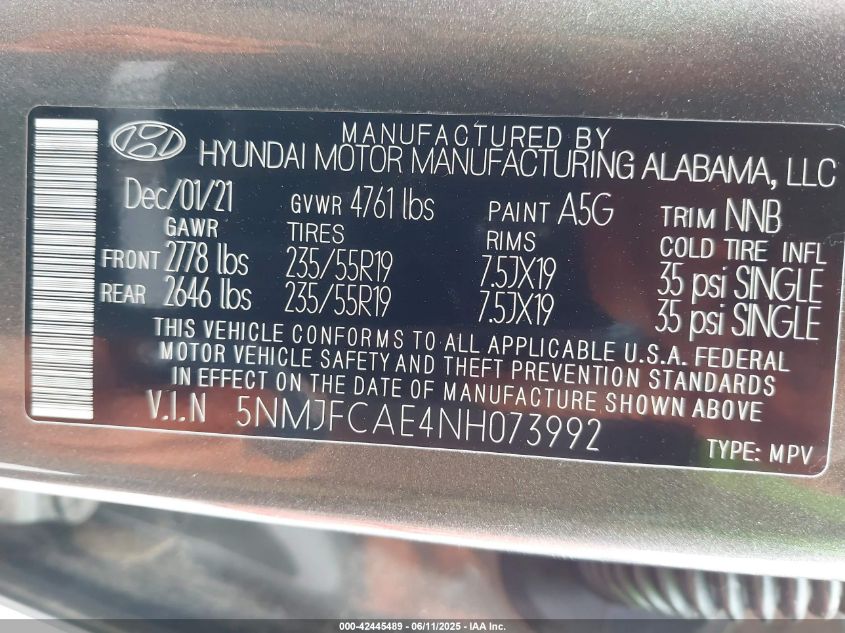 MANUFACTURED BY
HYUNDAI MOTOR MANUFACTURING ALABAMA, LLC
Dec/01/21 GVWR 4761 lbs PAINT A5G TRIM NNB
GAWR TIRES RIMS COLD TIRE INFL
FRONT 2778 lbs 235/55R19 7.5JX19 35 psi SINGLE
REAR 2646 lbs 235/55R19 7.5JX19 35 psi SINGLE
THIS VEHICLE CONFORMS TO ALL APPLICABLE U.S.A. FEDERAL
MOTOR VEHICLE SAFETY AND THEFT PREVENTION STANDARDS
IN EFFECT ON THE DATE OF MANUFACTURE SHOWN ABOVE
V.I.N 5NMJFCAE4NH073992
TYPE: MPV
000-42445489 - 06/11/2025 - IAA Inc.